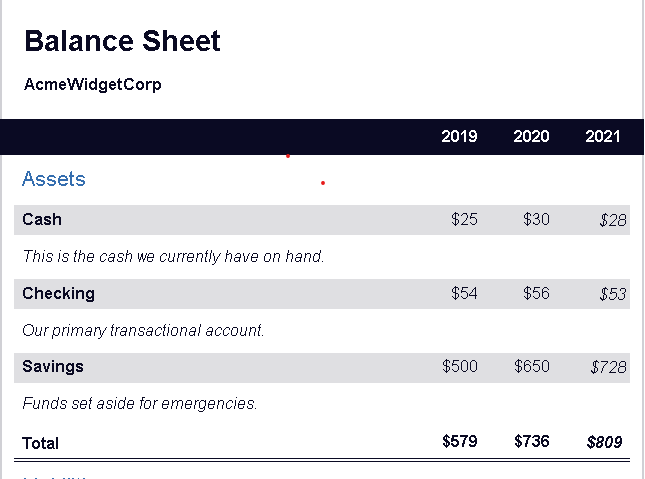 Balance Sheet
AcmeWidgetCorp
2019 2020 2021
Assets
Cash $25 $30 $28
This is the cash we currently have on hand.
Checking $54 $56 $53
Our primary transactional account.
Savings $500 $650 $728
Funds set aside for emergencies.
Total $579 $736 $809